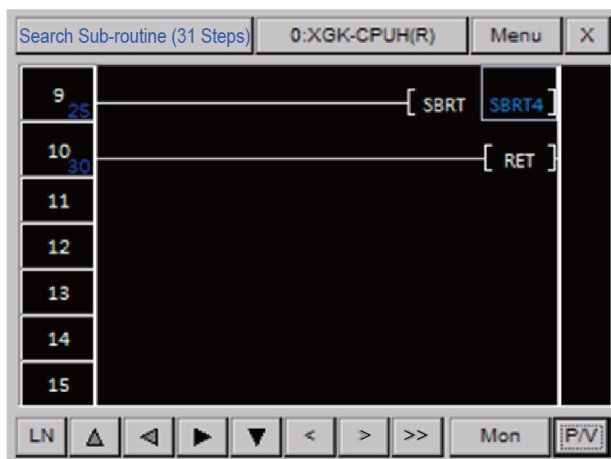 Search Sub-routine (31 Steps) 0:XGK-CPUH(R) Menu X
9 25 [ SBRT SBRT4 ]
10 30 [ RET ]
11
12
13
14
15
LN < > >> Mon P/V